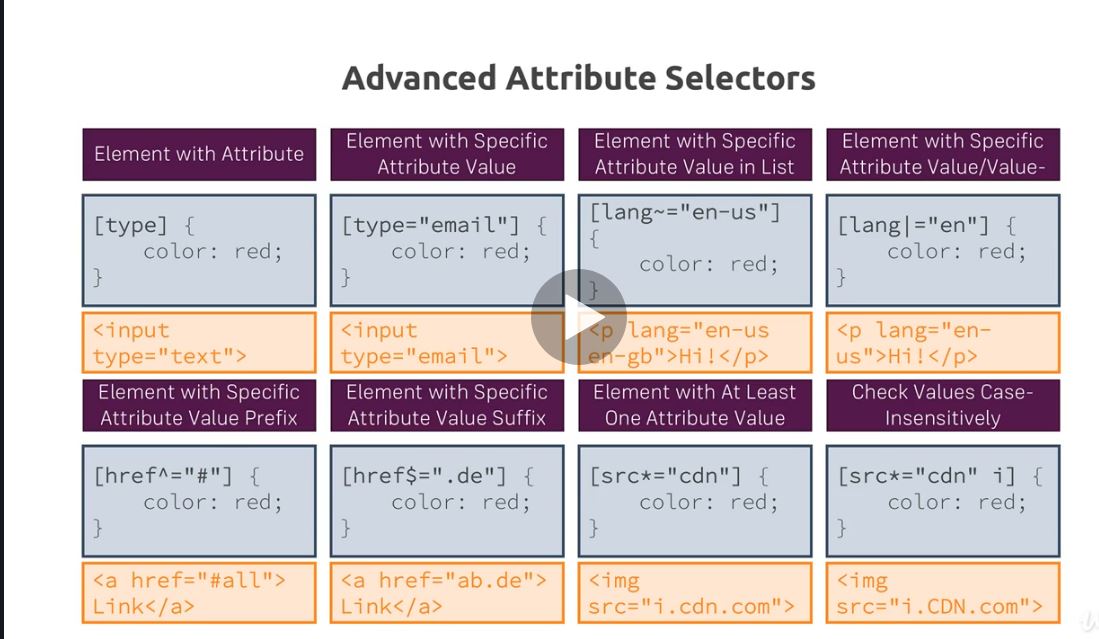 Advanced Attribute Selectors
Element with Attribute
Element with Specific
Attribute Value
Element with Specific
Attribute Value in List
Element with Specific
Attribute Value/Value-
[type] {
color: red;
}
[type="email"] {
color: red;
}
[lang~="en-us"]
{
color: red;
}
[lang|="en"] {
color: red;
}
<input
type="text">
<input
type="email">
<p lang="en-us
en-gb">Hi!</p>
<p lang="en-
us">Hi!</p>
Element with Specific
Attribute Value Prefix
Element with Specific
Attribute Value Suffix
Element with At Least
One Attribute Value
Check Values Case-
Insensitively
[href^="#"] {
color: red;
}
[href$=".de"] {
color: red;
}
[src*="cdn"] {
color: red;
}
[src*="cdn" i] {
color: red;
}
<a href="#all">
Link</a>
<a href="ab.de">
Link</a>
<img
src="i.cdn.com">
<img
src="i.CDN.com">